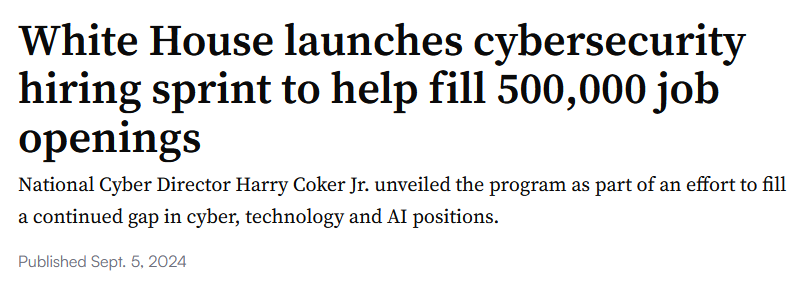 White House launches cybersecurity
hiring sprint to help fill 500,000 job
openings
National Cyber Director Harry Coker Jr. unveiled the program as part of an effort to fill
a continued gap in cyber, technology and AI positions.
Published Sept. 5, 2024